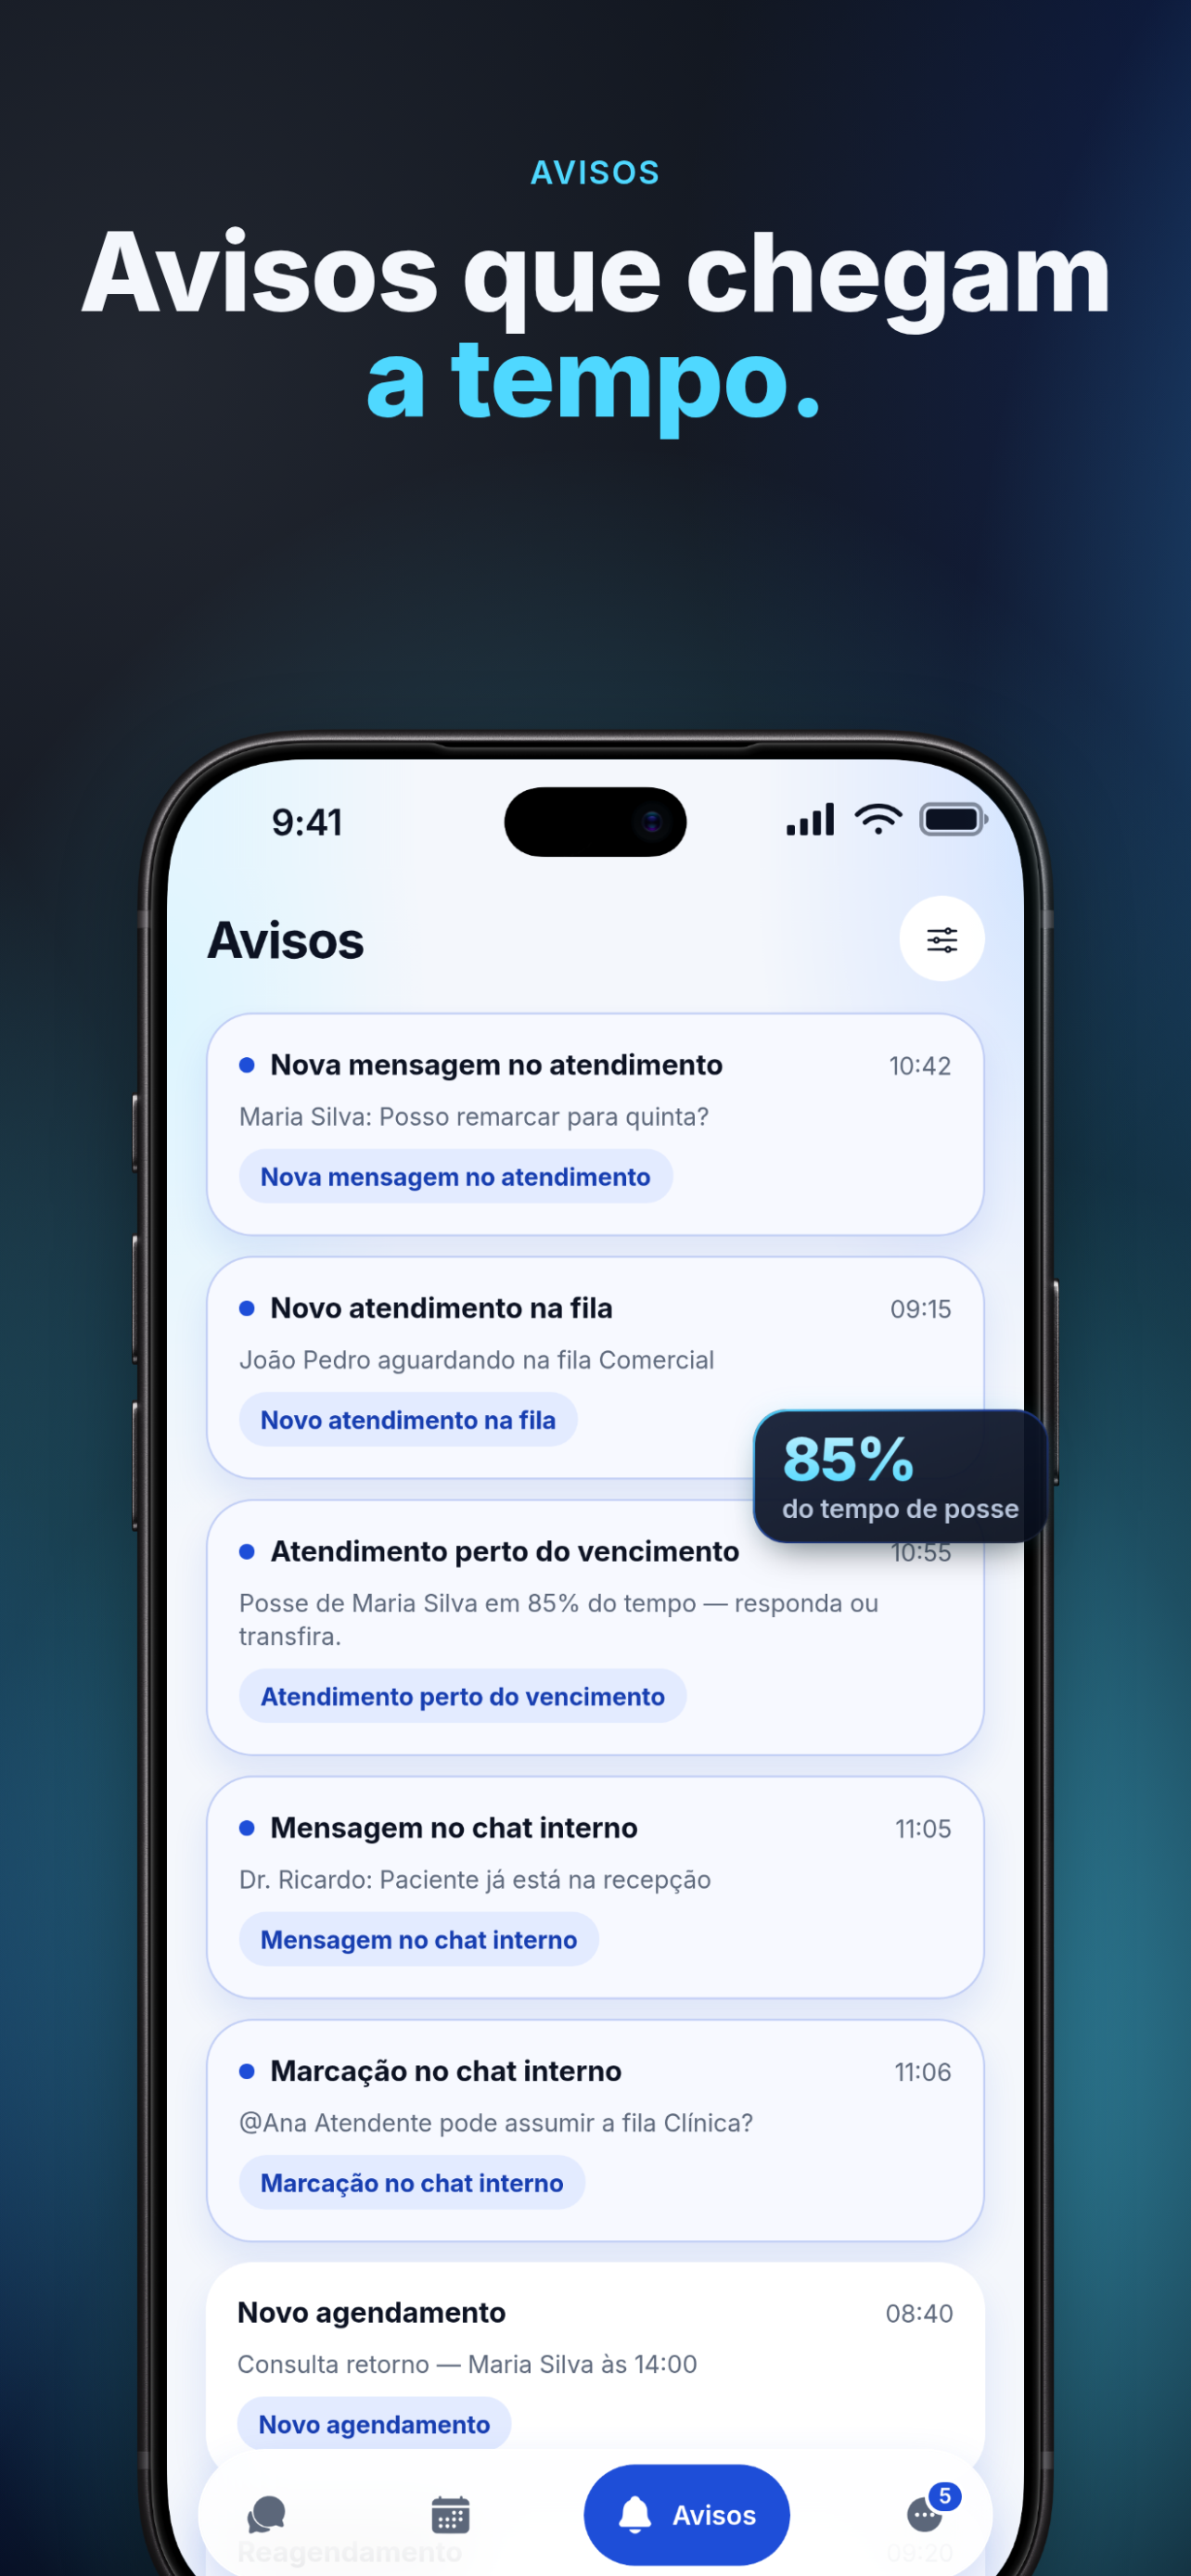 AVISOS
Avisos que chegam
a tempo.
9:41
Avisos
Nova mensagem no atendimento 10:42
Maria Silva: Posso remarcar para quinta?
Nova mensagem no atendimento
Novo atendimento na fila 09:15
João Pedro aguardando na fila Comercial
Novo atendimento na fila
85%
do tempo de posse
Atendimento perto do vencimento 10:55
Posse de Maria Silva em 85% do tempo — responda ou
transfira.
Atendimento perto do vencimento
Mensagem no chat interno 11:05
Dr. Ricardo: Paciente já está na recepção
Mensagem no chat interno
Marcação no chat interno 11:06
@Ana Atendente pode assumir a fila Clínica?
Marcação no chat interno
Novo agendamento 08:40
Consulta retorno — Maria Silva às 14:00
Novo agendamento
Avisos 5
Reagendamento 09:20